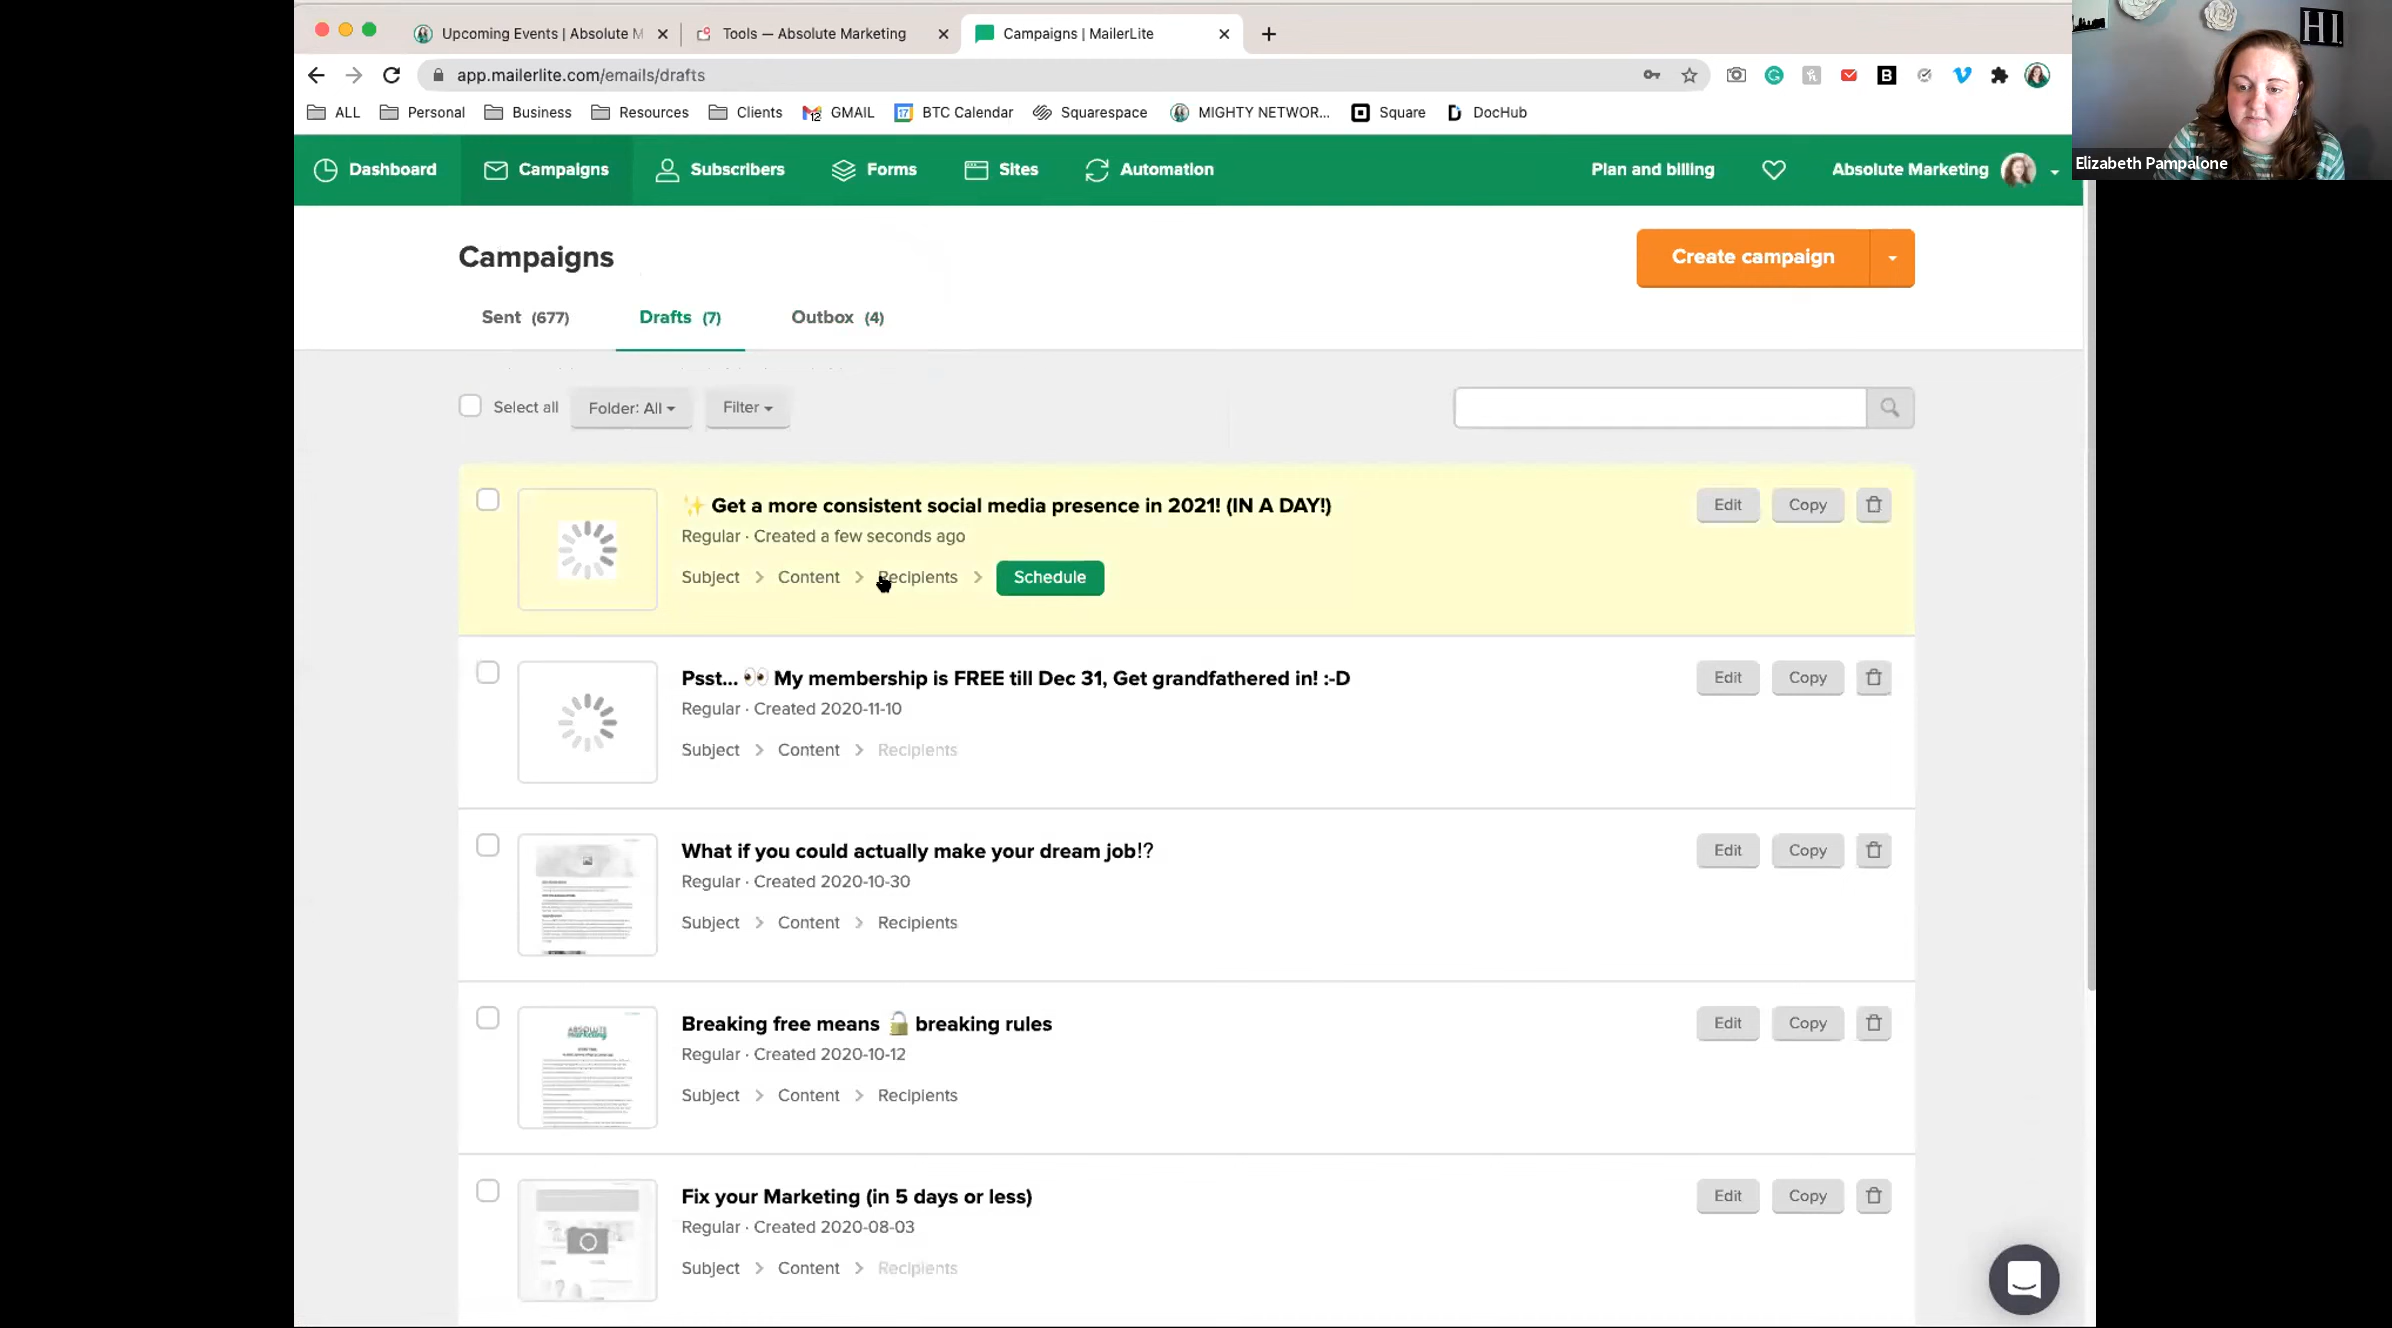 Upcoming Events | Absolute M
Tools — Absolute Marketing
Campaigns | MailerLite
app.mailerlite.com/emails/drafts
ALL
Personal
Business
Resources
Clients
GMAIL
BTC Calendar
Squarespace
MIGHTY NETWOR...
Square
DocHub
HI
Elizabeth Pampalone
Dashboard
Campaigns
Subscribers
Forms
Sites
Automation
Plan and billing
Absolute Marketing
Campaigns
Create campaign
Sent (677)
Drafts (7)
Outbox (4)
Select all
Folder: All
Filter
✨ Get a more consistent social media presence in 2021! (IN A DAY!)
Edit
Copy
Regular · Created a few seconds ago
Subject > Content > Recipients > Schedule
Psst... 👀 My membership is FREE till Dec 31, Get grandfathered in! :-D
Edit
Copy
Regular · Created 2020-11-10
Subject > Content > Recipients
What if you could actually make your dream job!?
Edit
Copy
Regular · Created 2020-10-30
Subject > Content > Recipients
Breaking free means 🔓 breaking rules
Edit
Copy
Regular · Created 2020-10-12
Subject > Content > Recipients
ABSOLUTE
marketing
Fix your Marketing (in 5 days or less)
Edit
Copy
Regular · Created 2020-08-03
Subject > Content > Recipients